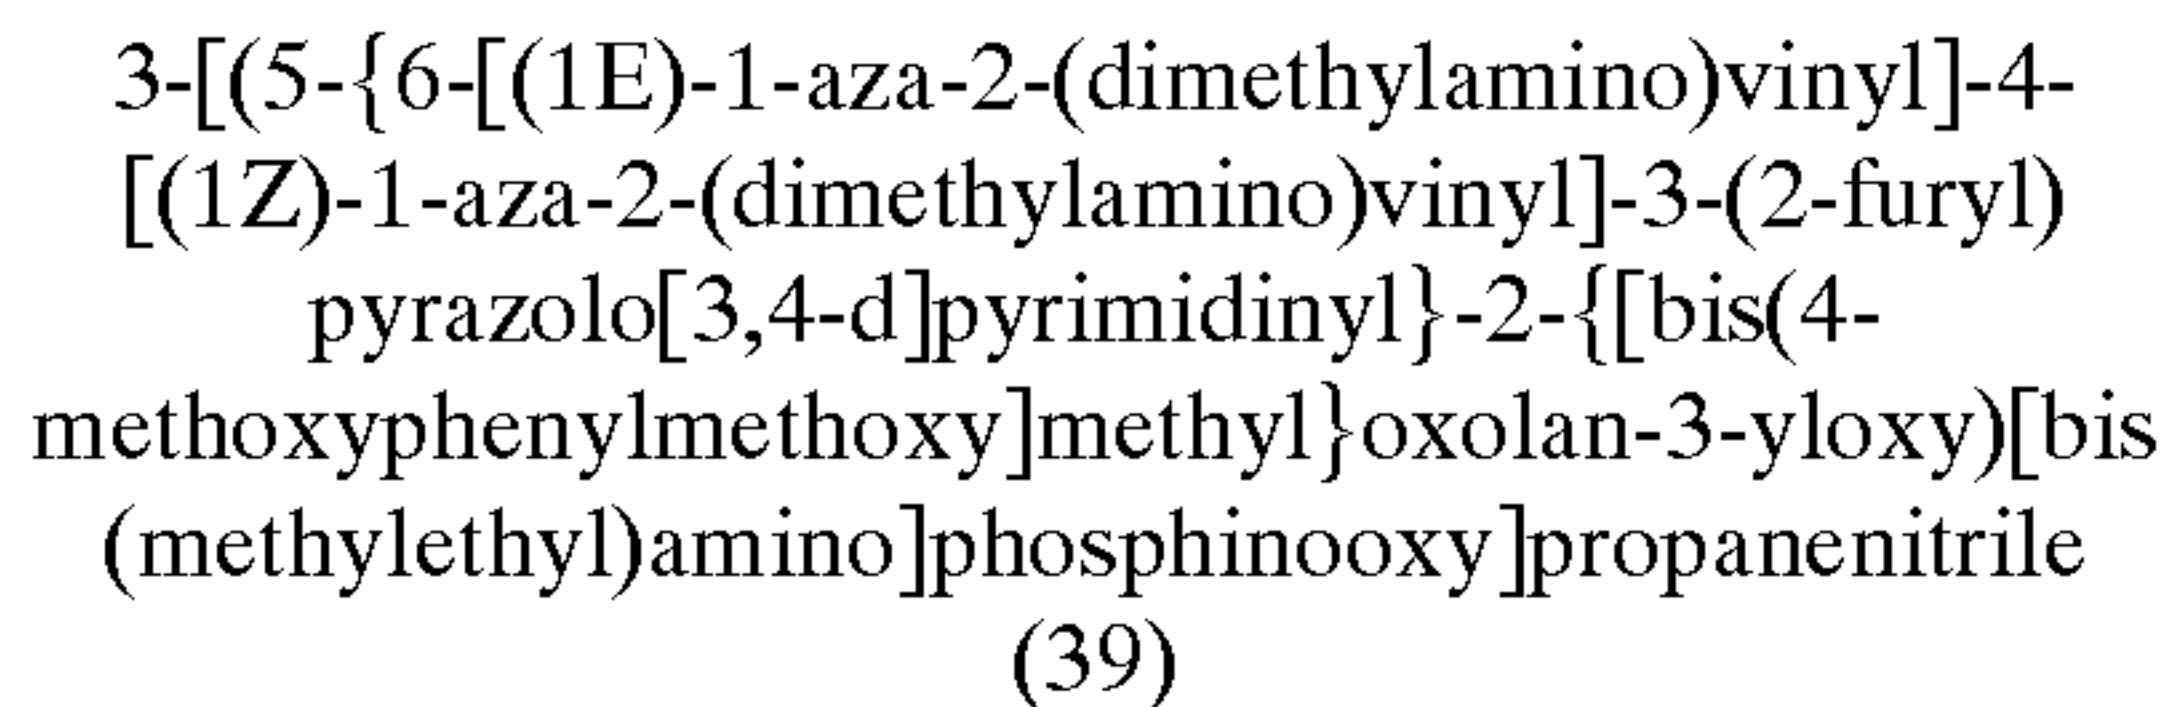 3-[(5-{6-[(1E)-1-aza-2-(dimethylamino)vinyl]-4-
[(1Z)-1-aza-2-(dimethylamino)vinyl]-3-(2-furyl)
pyrazolo[3,4-d]pyrimidinyl}-2-{[bis(4-
methoxyphenylmethoxy]methyl}oxolan-3-yloxy)[bis
(methylethyl)amino]phosphinooxy]propanenitrile
(39)